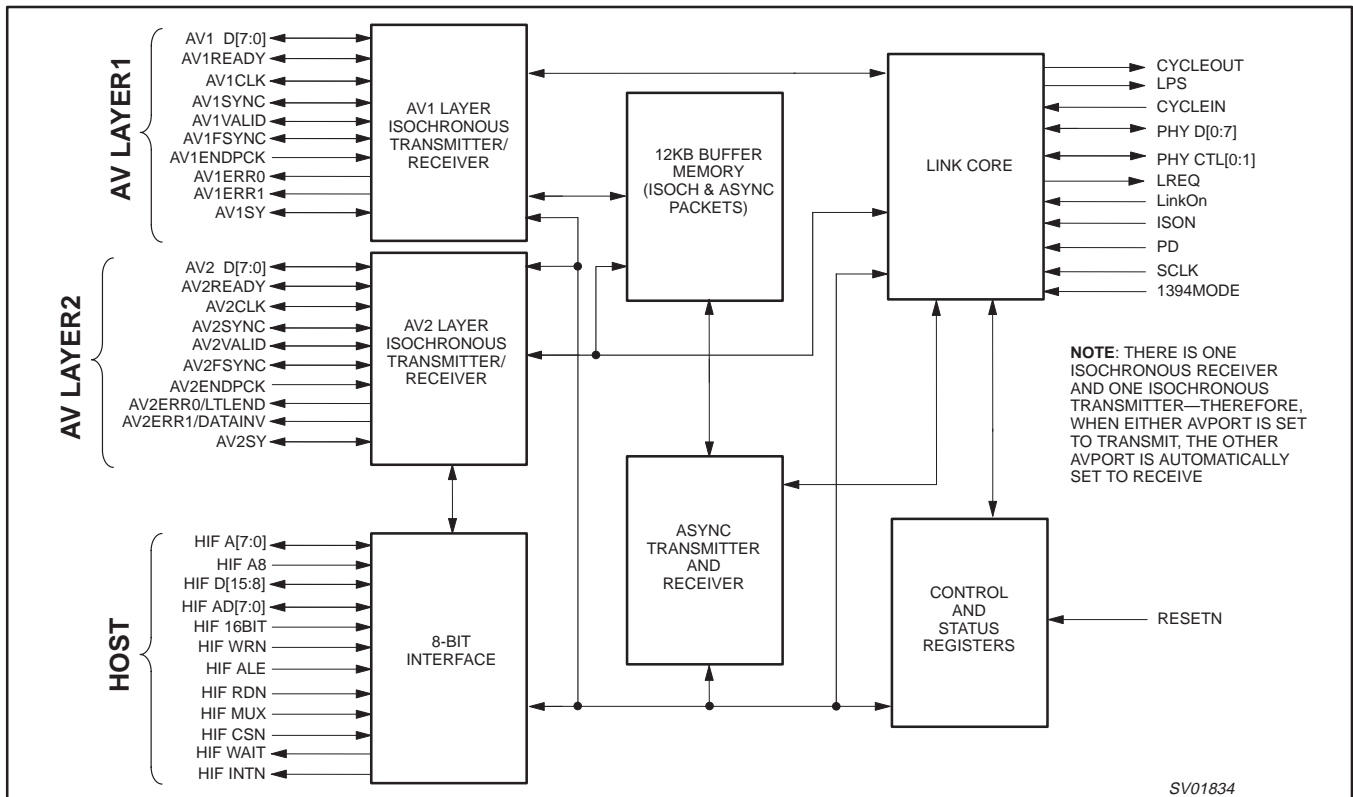 AV LAYER1
AV1 D[7:0]
AV1READY
AV1CLK
AV1SYNC
AV1VALID
AV1FSYNC
AV1ENDPCK
AV1ERR0
AV1ERR1
AV1SY
AV1 LAYER
ISOCHRONOUS
TRANSMITTER/
RECEIVER
AV LAYER2
AV2 D[7:0]
AV2READY
AV2CLK
AV2SYNC
AV2VALID
AV2FSYNC
AV2ENDPCK
AV2ERR0/LTLEND
AV2ERR1/DATAINV
AV2SY
AV2 LAYER
ISOCHRONOUS
TRANSMITTER/
RECEIVER
HOST
HIF A[7:0]
HIF A8
HIF D[15:8]
HIF AD[7:0]
HIF 16BIT
HIF WRN
HIF ALE
HIF RDN
HIF MUX
HIF CSN
HIF WAIT
HIF INTN
8-BIT
INTERFACE
12KB BUFFER
MEMORY
(ISOCH & ASYNC
PACKETS)
ASYNC
TRANSMITTER
AND
RECEIVER
LINK CORE
CYCLEOUT
LPS
CYCLEIN
PHY D[0:7]
PHY CTL[0:1]
LREQ
LinkOn
ISON
PD
SCLK
1394MODE
NOTE: THERE IS ONE
ISOCHRONOUS RECEIVER
AND ONE ISOCHRONOUS
TRANSMITTER—THEREFORE,
WHEN EITHER AVPORT IS SET
TO TRANSMIT, THE OTHER
AVPORT IS AUTOMATICALLY
SET TO RECEIVE
CONTROL
AND
STATUS
REGISTERS
RESETN
SV01834